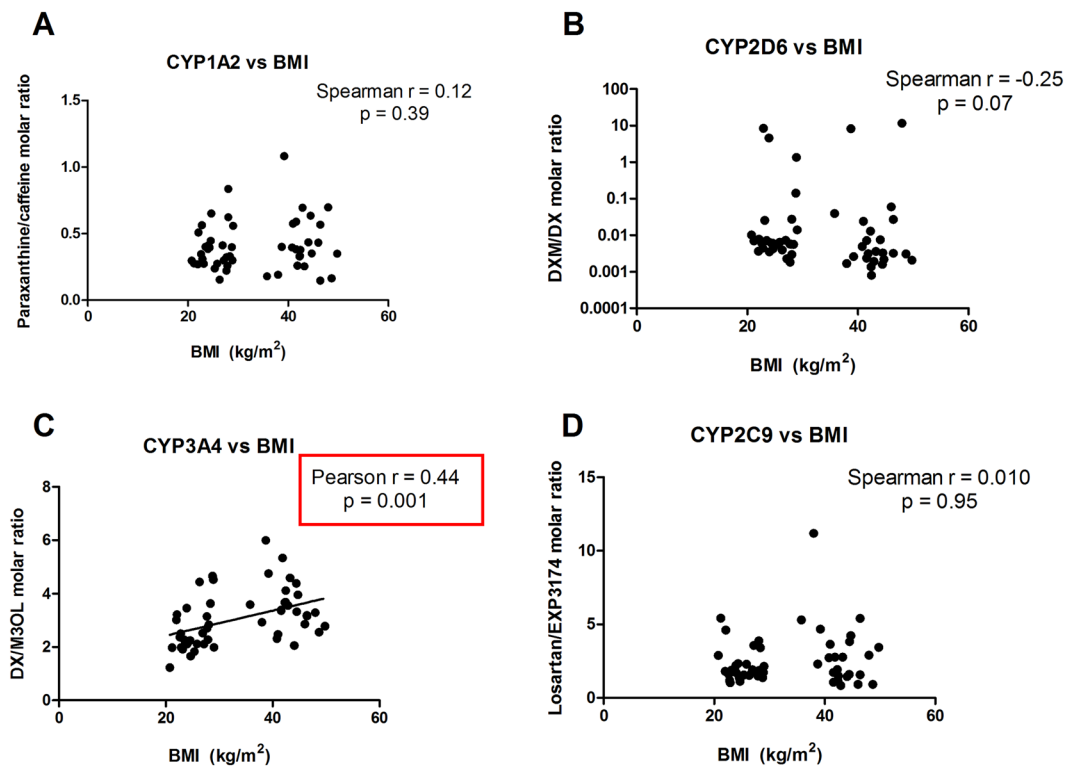 A
CYP1A2 vs BMI
Spearman r = 0.12
p = 0.39
Paraxanthine/caffeine molar ratio
1.5
1.0
0.5
0.0
0 20 40 60
BMI (kg/m²)
B
CYP2D6 vs BMI
Spearman r = -0.25
p = 0.07
DXM/DX molar ratio
100
10
1
0.1
0.01
0.001
0.0001
0 20 40 60
BMI (kg/m²)
C
CYP3A4 vs BMI
Pearson r = 0.44
p = 0.001
DX/M3OL molar ratio
8
6
4
2
0
0 20 40 60
BMI (kg/m²)
D
CYP2C9 vs BMI
Spearman r = 0.010
p = 0.95
Losartan/EXP3174 molar ratio
15
10
5
0
0 20 40 60
BMI (kg/m²)